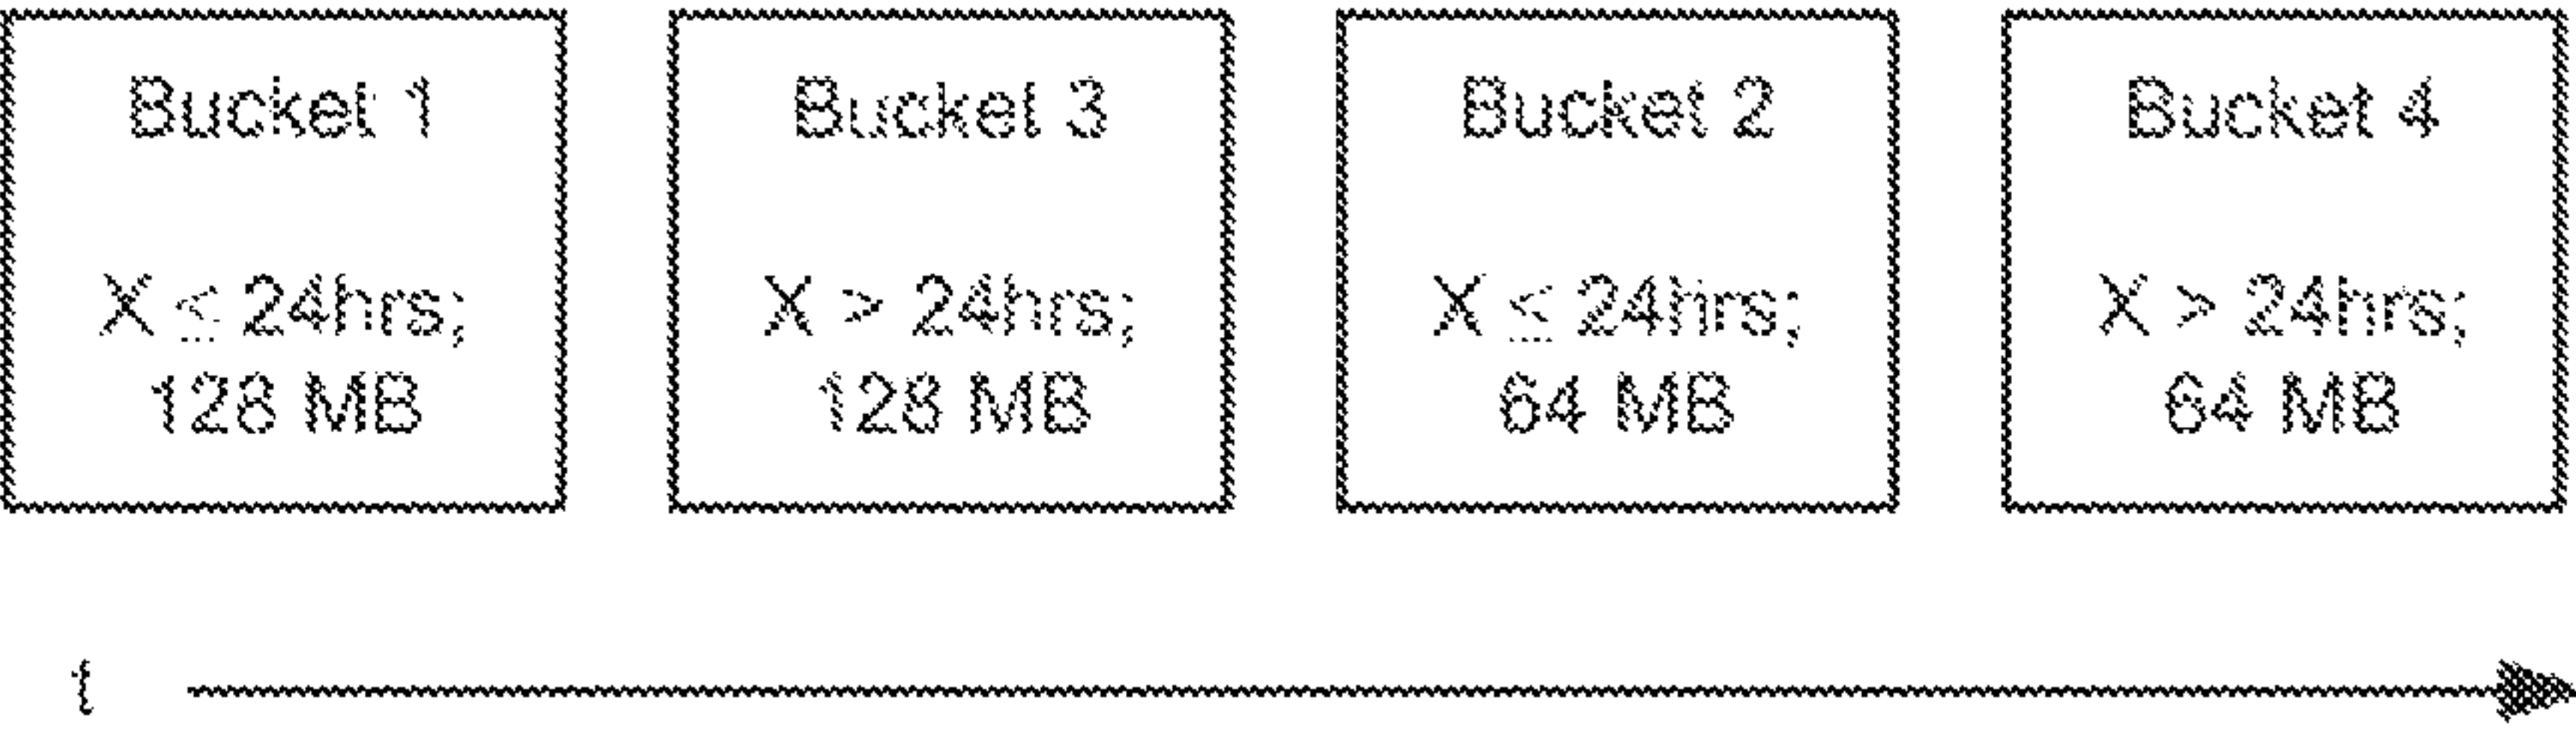 Bucket 1
X ≤ 24hrs;
128 MB
Bucket 3
X > 24hrs;
128 MB
Bucket 2
X ≤ 24hrs;
64 MB
Bucket 4
X > 24hrs;
64 MB
t